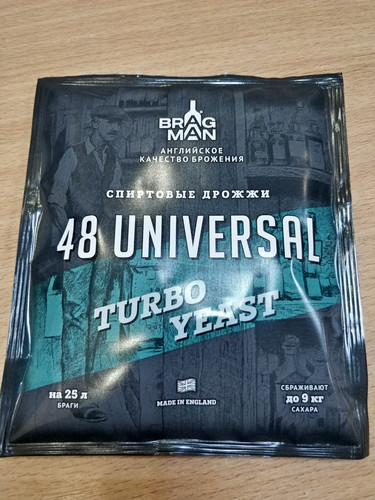 BRAG
MAN
АНГЛИЙСКОЕ
КАЧЕСТВО БРОЖЕНИЯ
СПИРТОВЫЕ ДРОЖЖИ
48 UNIVERSAL
TURBO
YEAST
на 25 л
БРАГИ
MADE IN ENGLAND
СБРАЖИВАЮТ
до 9 кг
САХАРА